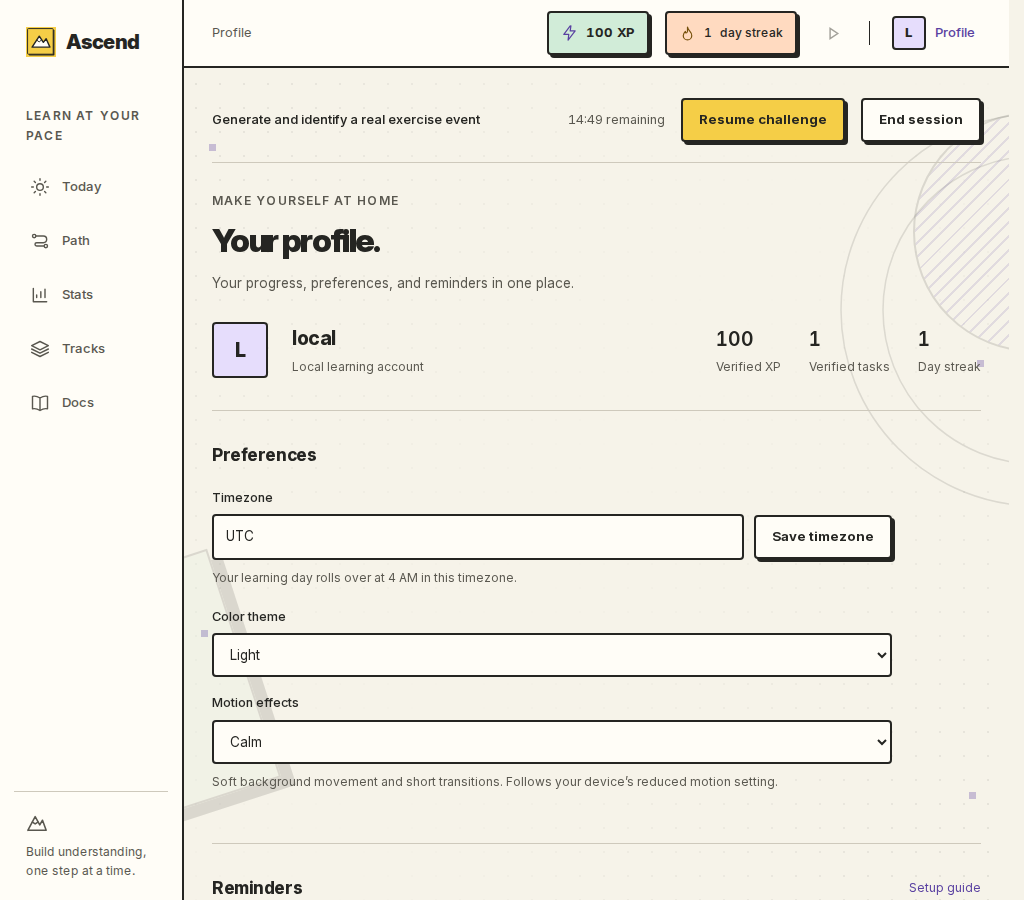 Ascend
LEARN AT YOUR
PACE
Today
Path
Stats
Tracks
Docs
Build understanding,
one step at a time.
Profile
100 XP
1 day streak
L
Profile
Generate and identify a real exercise event
14:49 remaining
Resume challenge
End session
MAKE YOURSELF AT HOME
Your profile.
Your progress, preferences, and reminders in one place.
L
local
Local learning account
100
Verified XP
1
Verified tasks
1
Day streak
Preferences
Timezone
UTC
Save timezone
Your learning day rolls over at 4 AM in this timezone.
Color theme
Light
Motion effects
Calm
Soft background movement and short transitions. Follows your device’s reduced motion setting.
Reminders
Setup guide